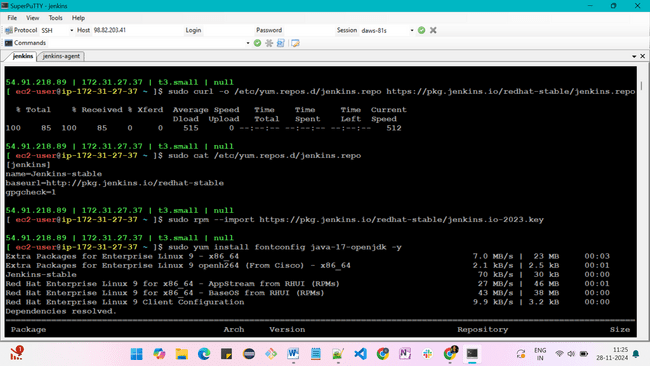 SuperPuTTY - jenkins
File View Tools Help
Protocol SSH Host 98.82.203.41 Login Password Session daws-81s
Commands
jenkins jenkins-agent
54.91.218.89 | 172.31.27.37 | t3.small | null
[ ec2-user@ip-172-31-27-37 ~ ]$ sudo curl -o /etc/yum.repos.d/jenkins.repo https://pkg.jenkins.io/redhat-stable/jenkins.repo
% Total % Received % Xferd Average Speed Time Time Time Current
Dload Upload Total Spent Left Speed
100 85 100 85 0 0 515 0 --:--:-- --:--:-- --:--:-- 512
54.91.218.89 | 172.31.27.37 | t3.small | null
[ ec2-user@ip-172-31-27-37 ~ ]$ sudo cat /etc/yum.repos.d/jenkins.repo
[jenkins]
name=Jenkins-stable
baseurl=http://pkg.jenkins.io/redhat-stable
gpgcheck=1
54.91.218.89 | 172.31.27.37 | t3.small | null
[ ec2-user@ip-172-31-27-37 ~ ]$ sudo rpm --import https://pkg.jenkins.io/redhat-stable/jenkins.io-2023.key
54.91.218.89 | 172.31.27.37 | t3.small | null
[ ec2-user@ip-172-31-27-37 ~ ]$ sudo yum install fontconfig java-17-openjdk -y
Extra Packages for Enterprise Linux 9 - x86_64 7.0 MB/s | 23 MB 00:03
Extra Packages for Enterprise Linux 9 openh264 (From Cisco) - x86_64 2.1 kB/s | 2.5 kB 00:01
Jenkins-stable 70 kB/s | 30 kB 00:00
Red Hat Enterprise Linux 9 for x86_64 - AppStream from RHUI (RPMs) 27 MB/s | 46 MB 00:01
Red Hat Enterprise Linux 9 for x86_64 - BaseOS from RHUI (RPMs) 43 MB/s | 38 MB 00:00
Red Hat Enterprise Linux 9 Client Configuration 9.9 kB/s | 3.2 kB 00:00
Dependencies resolved.
Package Arch Version Repository Size
ENG
IN
11:25
28-11-2024